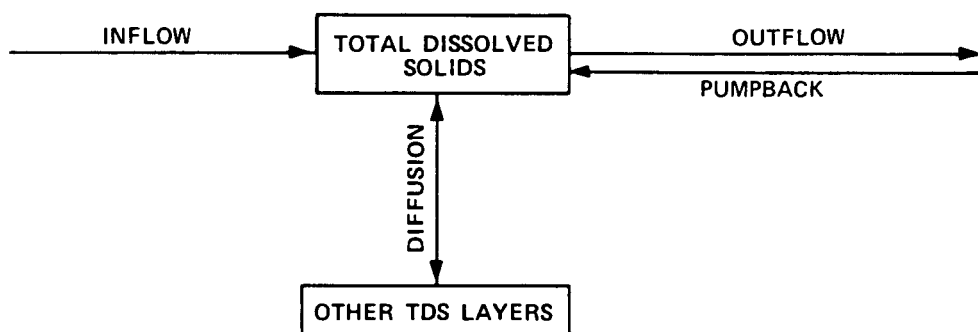 INFLOW
TOTAL DISSOLVED
SOLIDS
OUTFLOW
PUMPBACK
DIFFUSION
OTHER TDS LAYERS